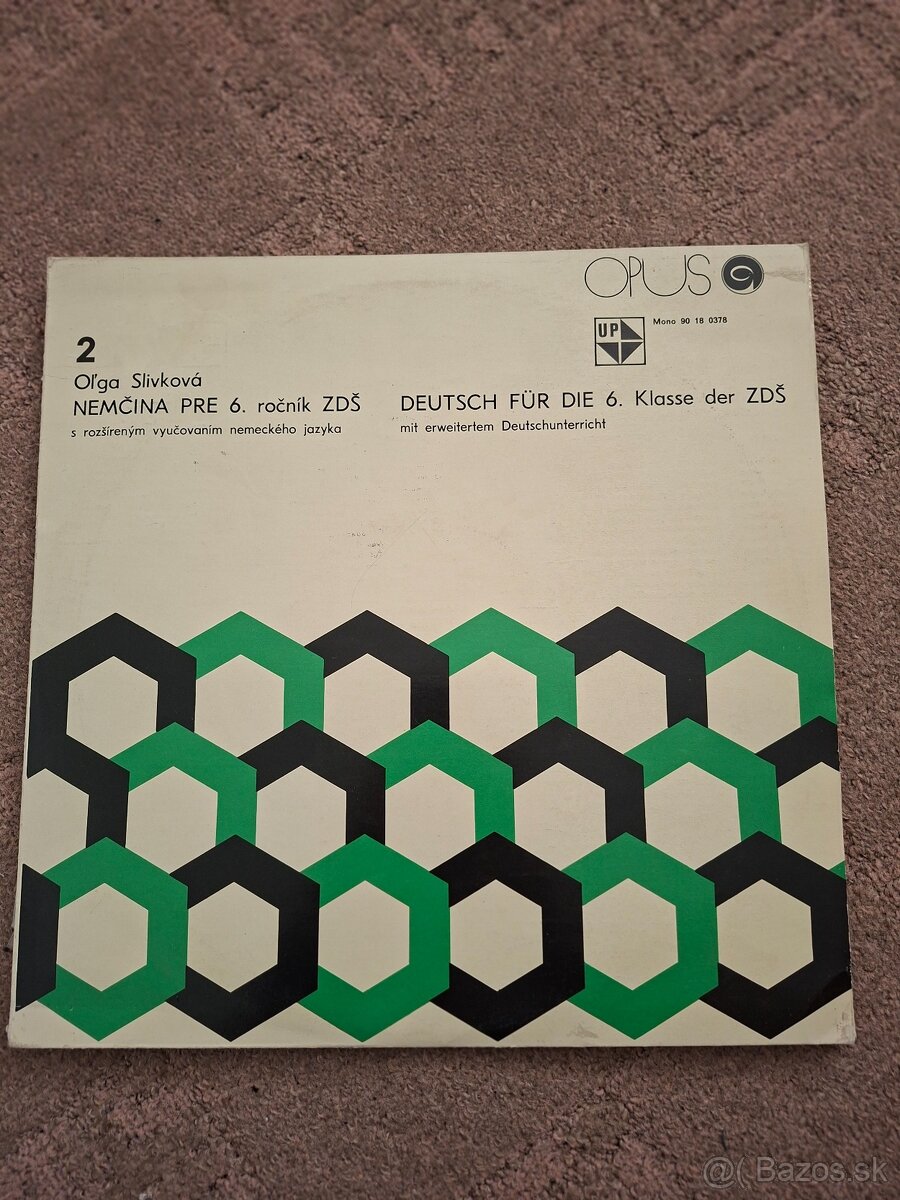 OPUS
UP
Mono 90 18 0378
2
Oľga Slivková
NEMČINA PRE 6. ročník ZDŠ
s rozšíreným vyučovaním nemeckého jazyka
DEUTSCH FÜR DIE 6. Klasse der ZDŠ
mit erweitertem Deutschunterricht
@( Bazos.sk